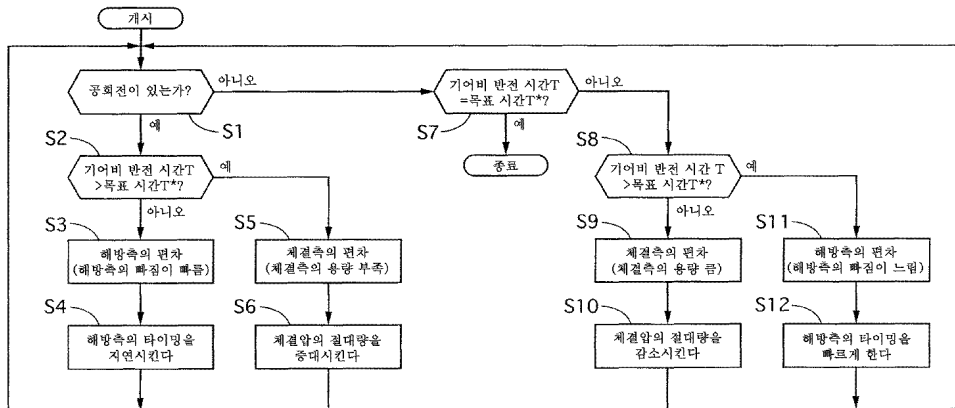 개시
공회전이 있는가?
아니오
예
S1
기어비 반전 시간T
=목표 시간T*?
아니오
예
S7
종료
S2
기어비 반전 시간T
>목표 시간T*?
예
아니오
S8
기어비 반전 시간 T
>목표 시간T*?
예
아니오
S3
해방측의 편차
(해방측의 빠짐이 빠름)
S5
체결측의 편차
(체결측의 용량 부족)
S9
체결측의 편차
(체결측의 용량 큼)
S11
해방측의 편차
(해방측의 빠짐이 느림)
S4
해방측의 타이밍을
지연시킨다
S6
체결압의 절대량을
증대시킨다
S10
체결압의 절대량을
감소시킨다
S12
해방측의 타이밍을
빠르게 한다